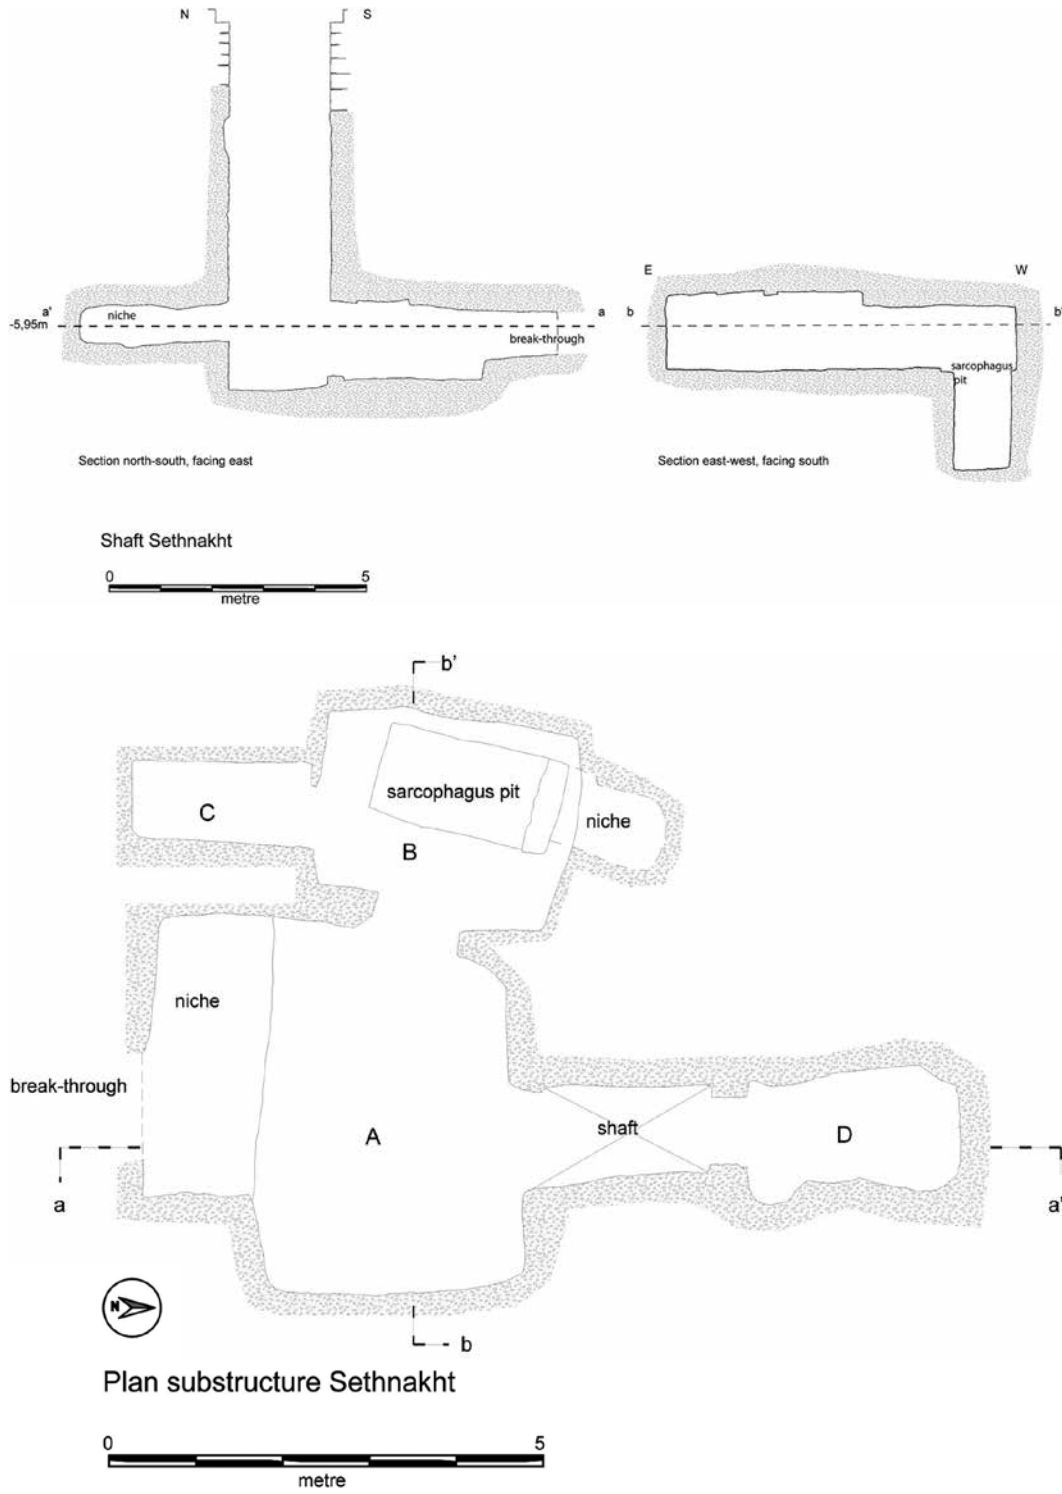 N S
E W
a' a b b'
niche
-5,95m
break-through
sarcophagus
pit
Section north-south, facing east
Section east-west, facing south
Shaft Sethnakht
0 5
metre
b'
sarcophagus pit
C
niche
B
niche
break-through
shaft
A
D
a
a'
N
b
Plan substructure Sethnakht
0 5
metre